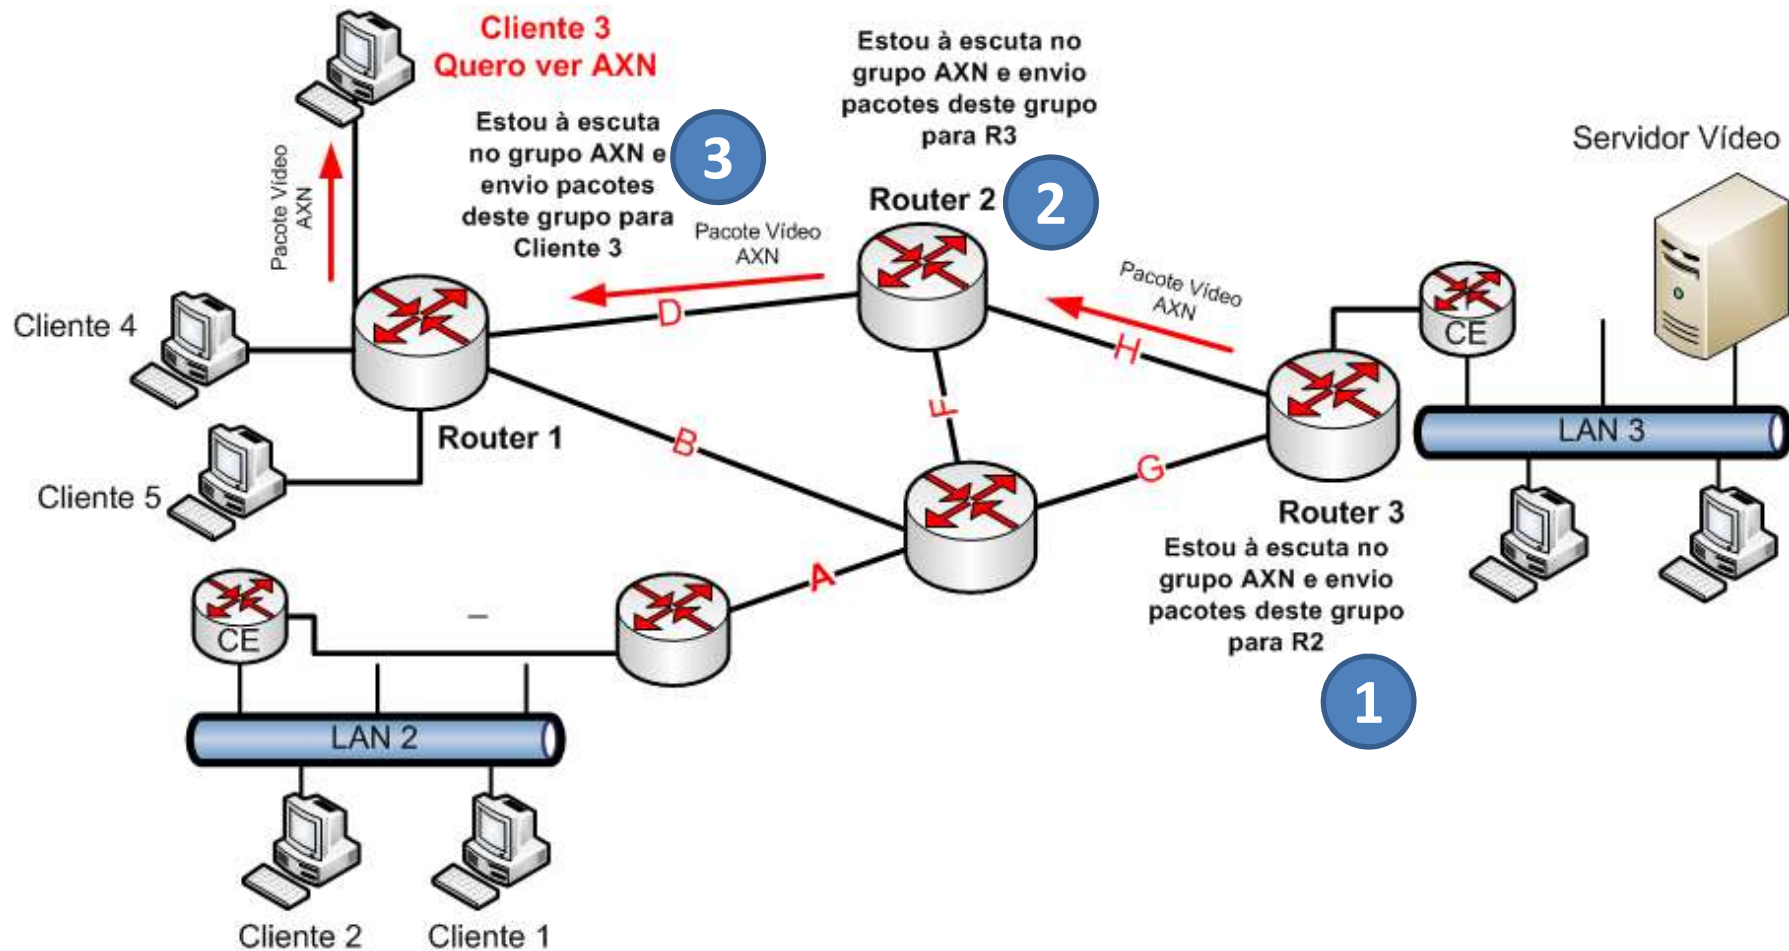 Cliente 3
Quero ver AXN
Estou à escuta no
grupo AXN e envio
pacotes deste grupo
para R3
Estou à escuta
no grupo AXN e
envio pacotes
deste grupo para
Cliente 3
3
2
Router 2
Servidor Vídeo
Pacote Vídeo
AXN
Pacote Vídeo
AXN
Pacote Vídeo
AXN
Cliente 4
D
H
CE
Router 1
B
F
G
LAN 3
Cliente 5
Router 3
Estou à escuta no
grupo AXN e envio
pacotes deste grupo
para R2
1
A
CE
LAN 2
Cliente 2
Cliente 1